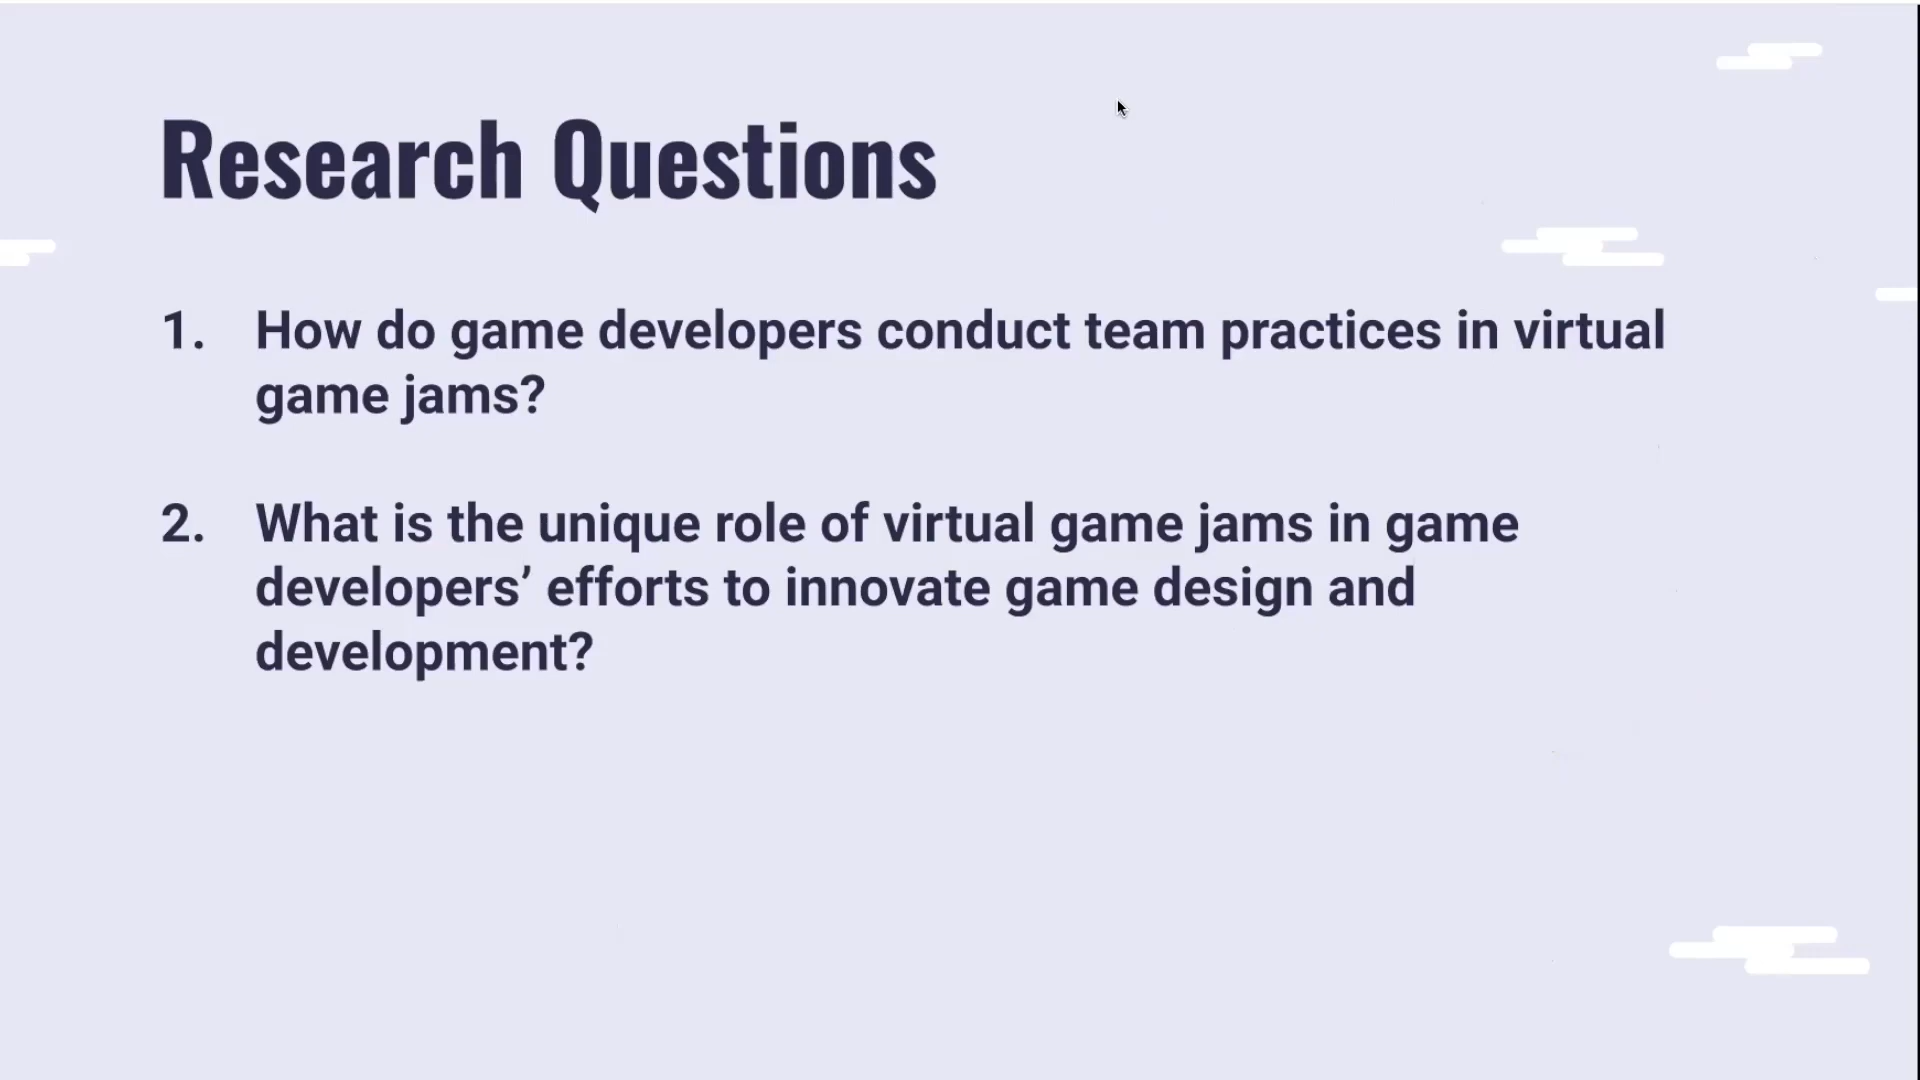 Research Questions
1. How do game developers conduct team practices in virtual
game jams?
2. What is the unique role of virtual game jams in game
developers’ efforts to innovate game design and
development?